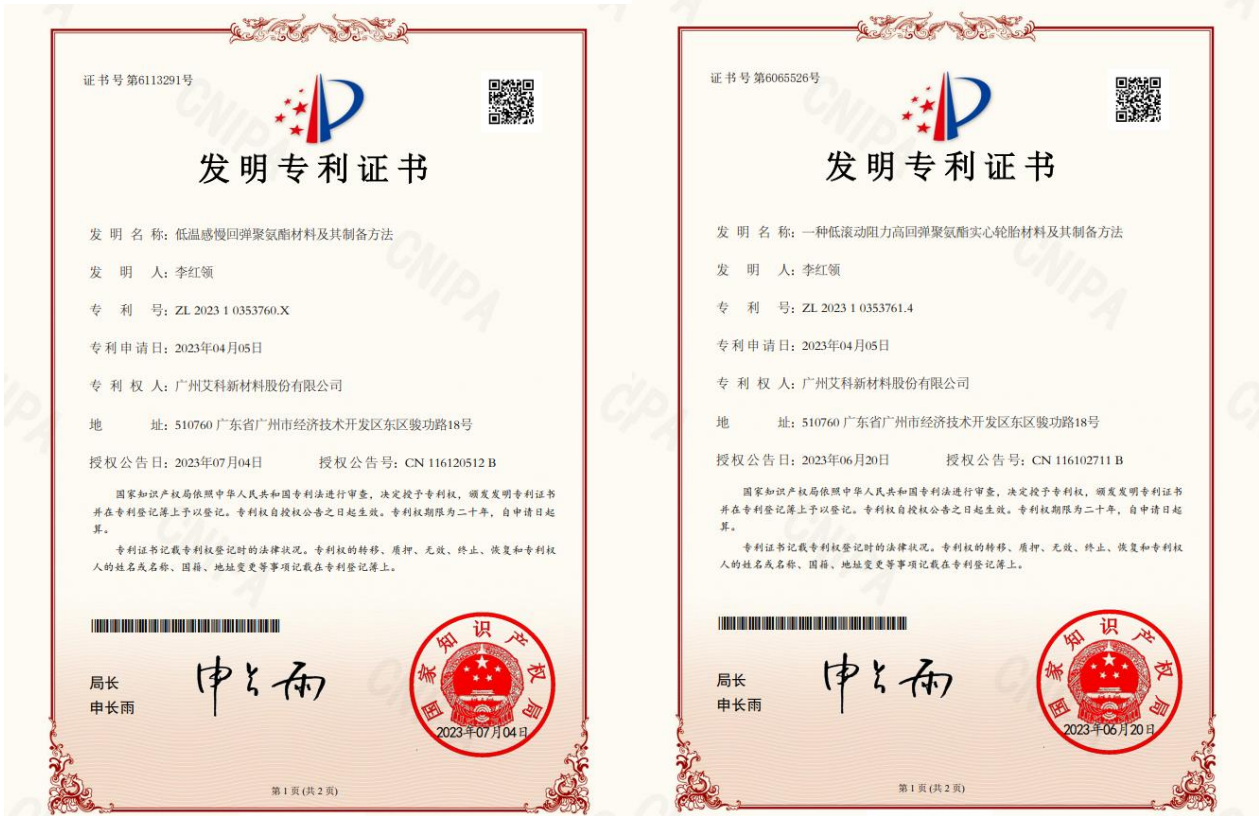 证书号第6113291号
发明专利证书
发明名称：低温感慢回弹聚氨酯材料及其制备方法
发明人：李红领
专利号：ZL 2023 1 0353760.X
专利申请日：2023年04月05日
专利权人：广州艾科新材料股份有限公司
地址：510760 广东省广州市经济技术开发区东区骏功路18号
授权公告日：2023年07月04日 授权公告号：CN 116120512 B
国家知识产权局依照中华人民共和国专利法进行审查，决定授予专利权，颁发发明专利证书
并在专利登记簿上予以登记。专利权自授权公告之日起生效。专利权期限为二十年，自申请日起
算。
专利证书记载专利权登记时的法律状况。专利权的转移、质押、无效、终止、恢复和专利权
人的姓名或名称、国籍、地址变更等事项记载在专利登记簿上。
局长
申长雨
申长雨
国家知识产权局
2023年07月04日
第1页(共2页)
证书号第6065526号
发明专利证书
发明名称：一种低滚动阻力高回弹聚氨酯实心轮胎材料及其制备方法
发明人：李红领
专利号：ZL 2023 1 0353761.4
专利申请日：2023年04月05日
专利权人：广州艾科新材料股份有限公司
地址：510760 广东省广州市经济技术开发区东区骏功路18号
授权公告日：2023年06月20日 授权公告号：CN 116102711 B
国家知识产权局依照中华人民共和国专利法进行审查，决定授予专利权，颁发发明专利证书
并在专利登记簿上予以登记。专利权自授权公告之日起生效。专利权期限为二十年，自申请日起
算。
专利证书记载专利权登记时的法律状况。专利权的转移、质押、无效、终止、恢复和专利权
人的姓名或名称、国籍、地址变更等事项记载在专利登记簿上。
局长
申长雨
申长雨
国家知识产权局
2023年06月20日
第1页(共2页)
CNIPA